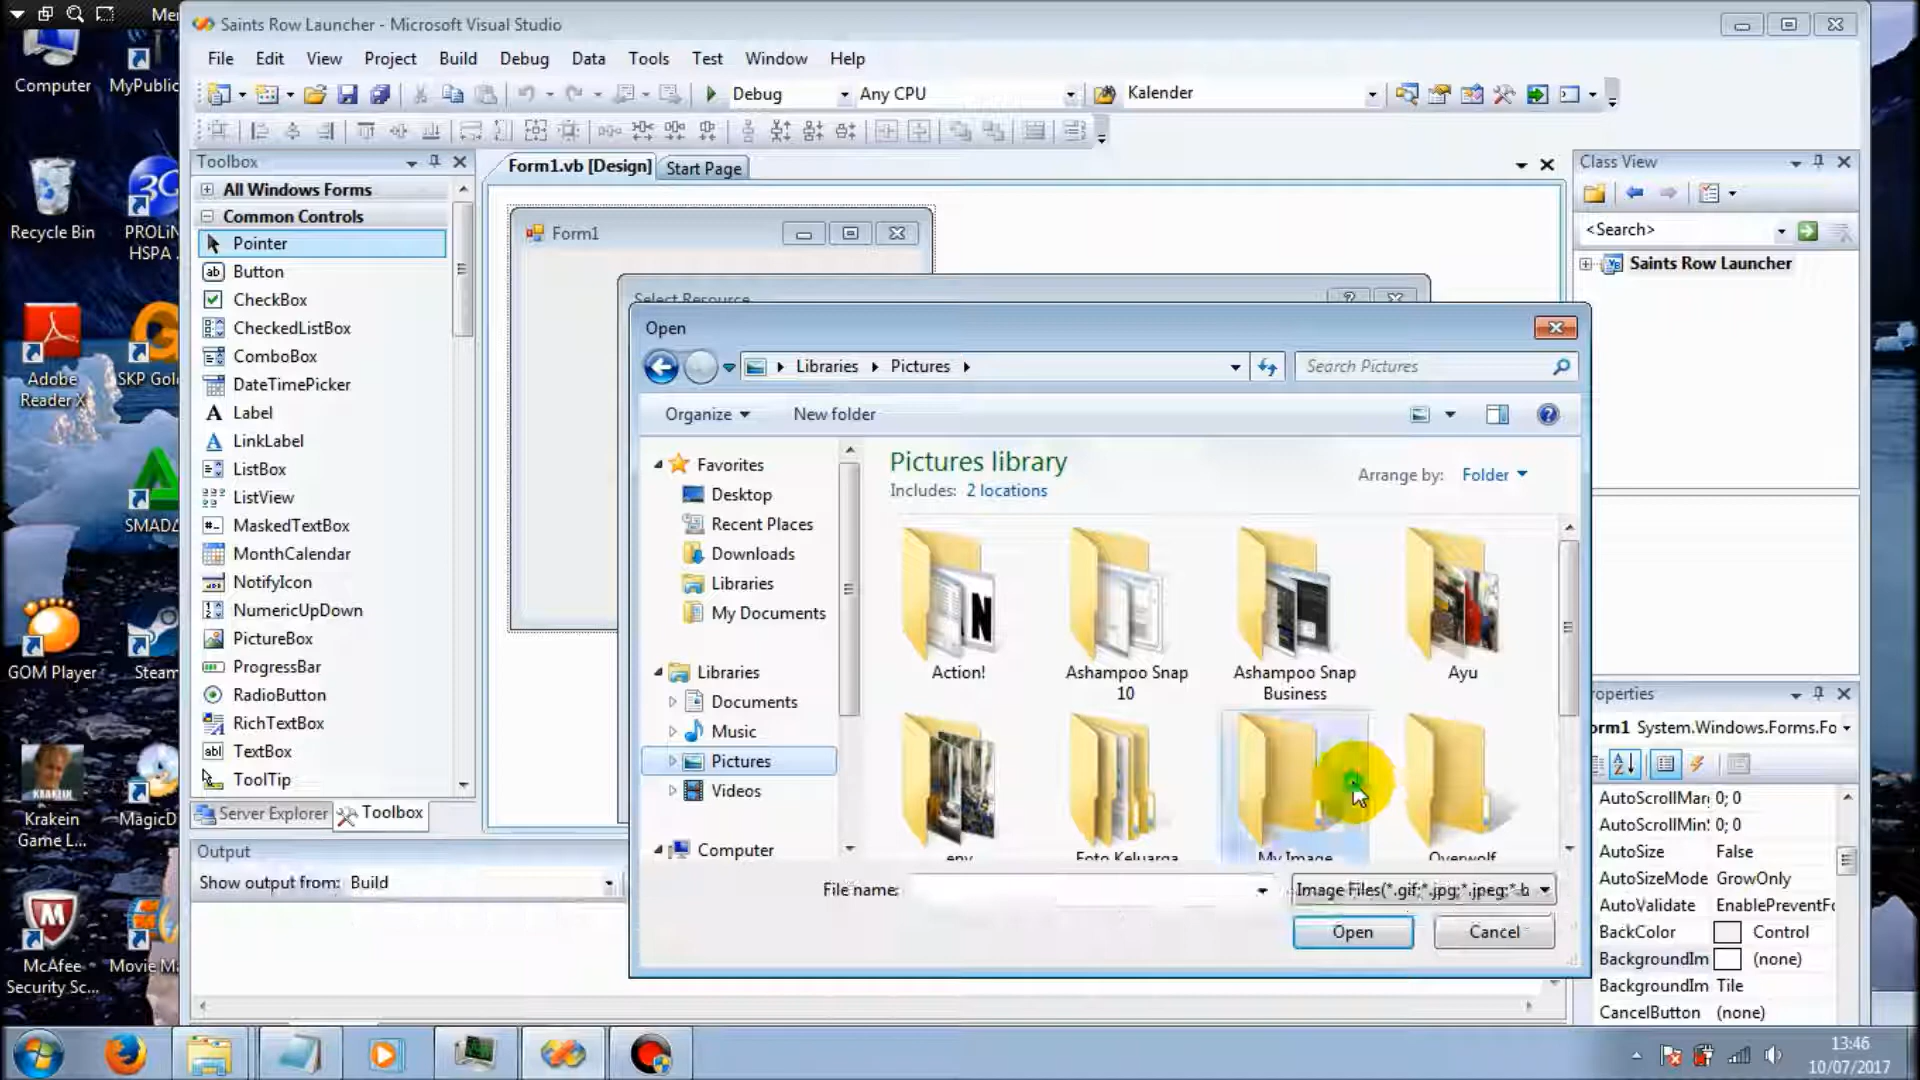 Me
Saints Row Launcher - Microsoft Visual Studio
File Edit View Project Build Debug Data Tools Test Window Help
Debug Any CPU Kalender
Computer
MyPublic
Recycle Bin
PROLiN
HSPA
Adobe
Reader X
SKP Gol
SMADA
GOM Player
Steam
Krakein
Game L...
MagicD
McAfee
Security Sc...
Movie Ma
Toolbox
All Windows Forms
Common Controls
Pointer
Button
CheckBox
CheckedListBox
ComboBox
DateTimePicker
Label
LinkLabel
ListBox
ListView
MaskedTextBox
MonthCalendar
NotifyIcon
NumericUpDown
PictureBox
ProgressBar
RadioButton
RichTextBox
TextBox
ToolTip
Server Explorer Toolbox
Output
Show output from: Build
Form1.vb [Design] Start Page
Form1
Select Resource
Open
Libraries Pictures
Search Pictures
Organize New folder
Favorites
Desktop
Recent Places
Downloads
Libraries
My Documents
Libraries
Documents
Music
Pictures
Videos
Computer
Pictures library
Includes: 2 locations
Arrange by: Folder
Action!
Ashampoo Snap
10
Ashampoo Snap
Business
Ayu
env
Foto Keluarga
My Image
Overwolf
File name:
Image Files(*.gif;*.jpg;*.jpeg;*.b
Open Cancel
Class View
<Search>
Saints Row Launcher
roperties
orm1 System.Windows.Forms.Fo
AutoScrollMar 0; 0
AutoScrollMin 0; 0
AutoSize False
AutoSizeMode GrowOnly
AutoValidate EnablePreventFo
BackColor Control
BackgroundIm (none)
BackgroundIm Tile
CancelButton (none)
13:46
10/07/2017